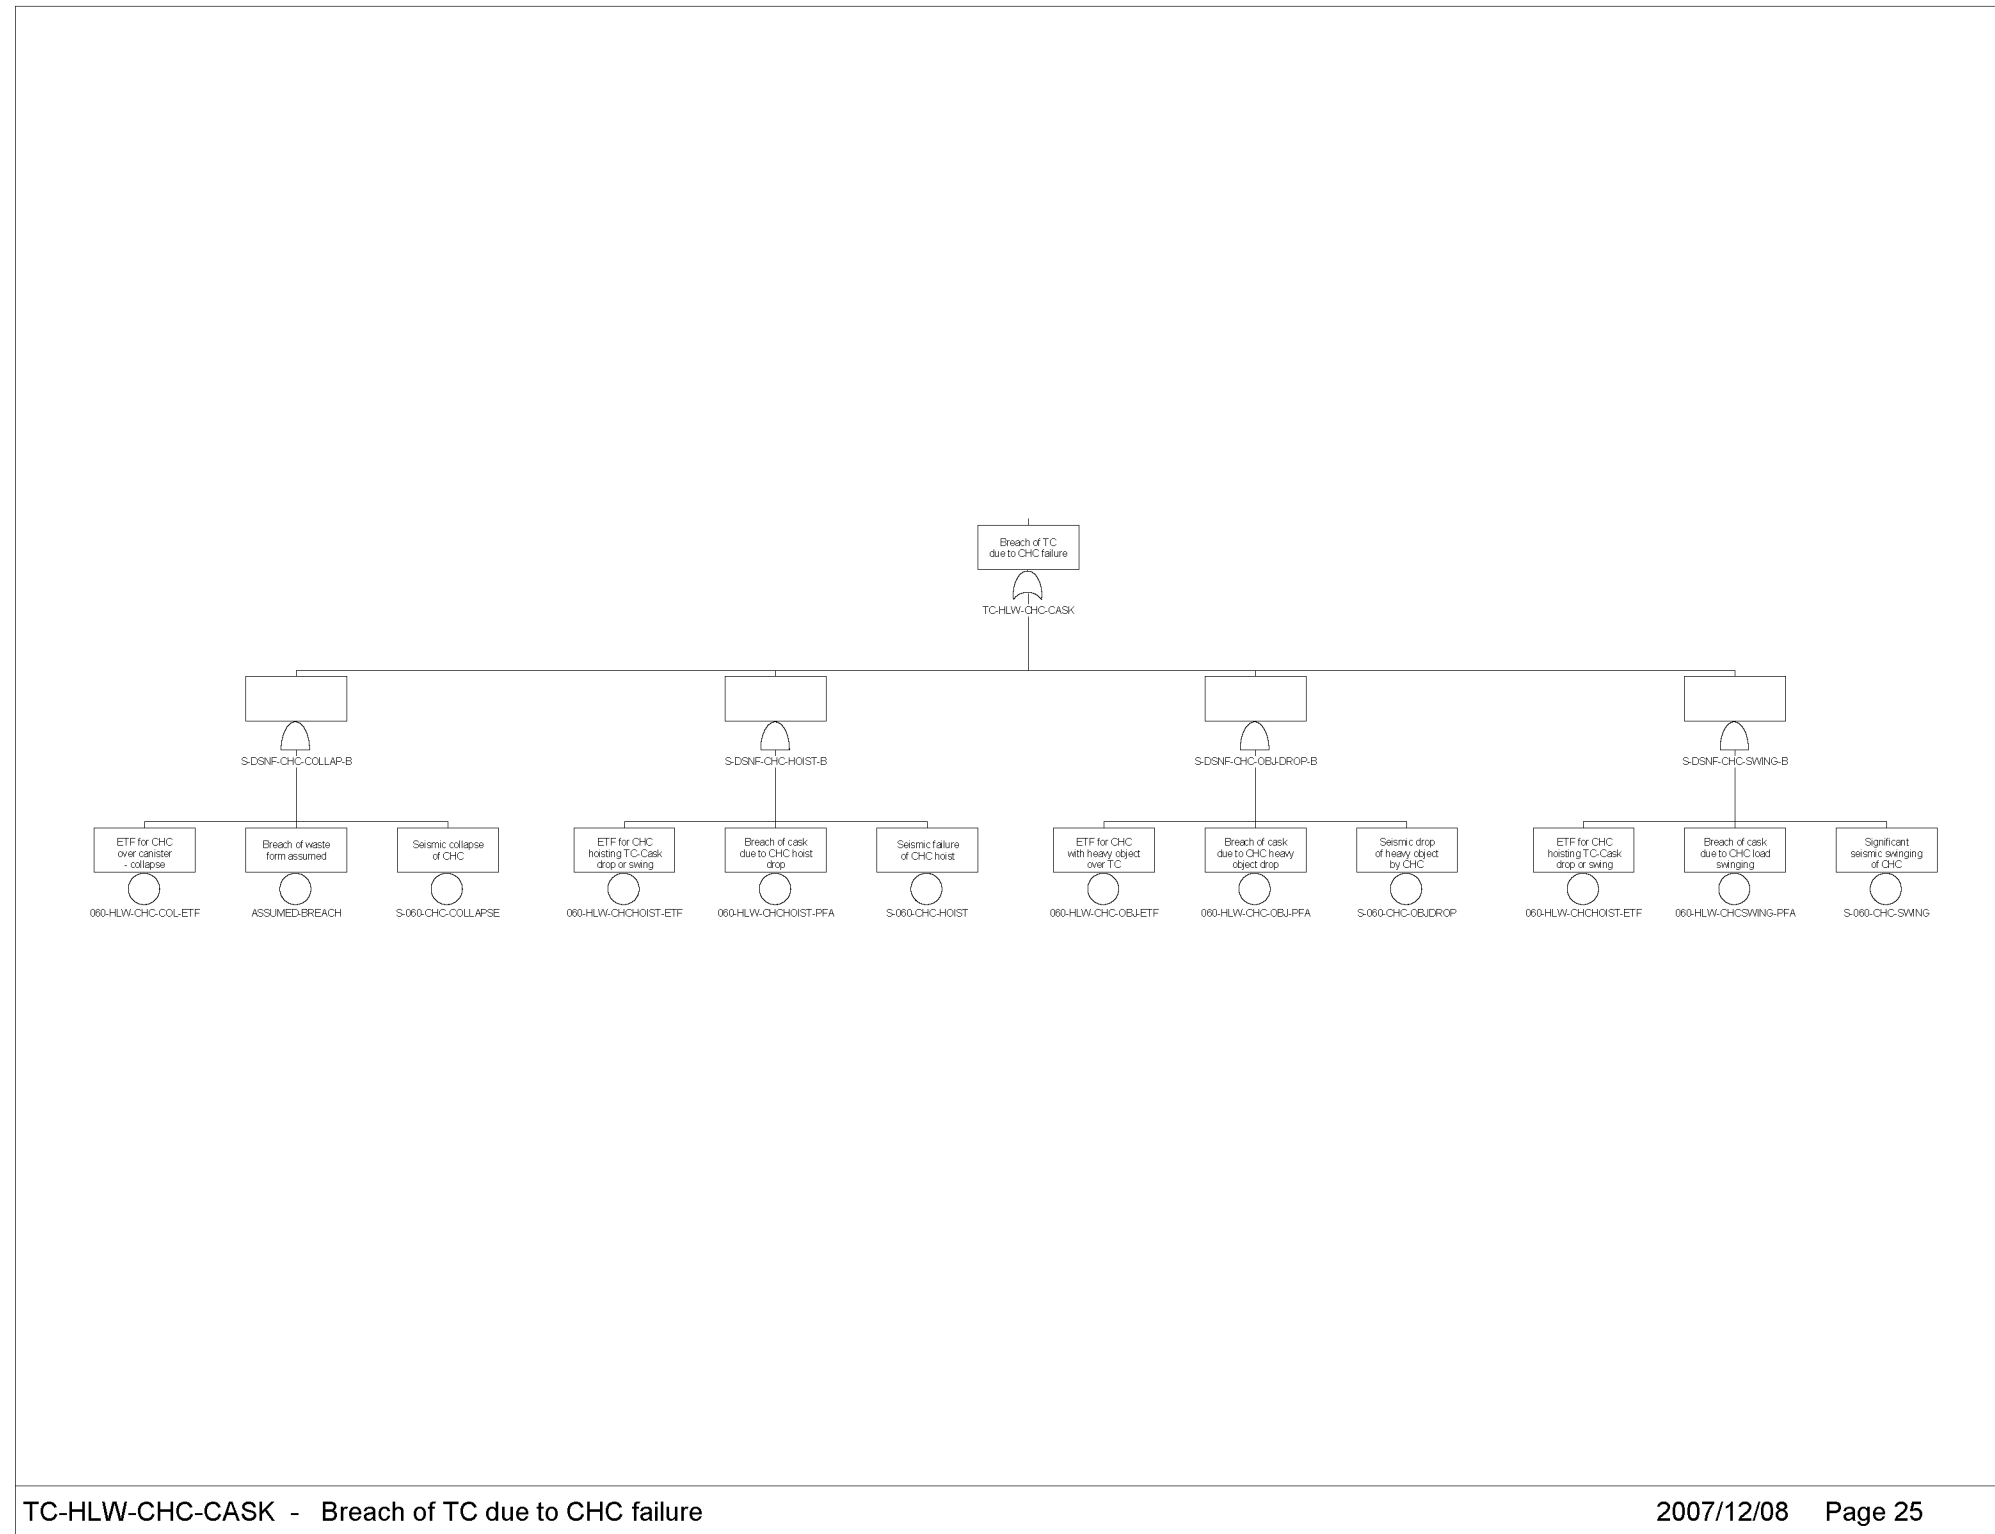 Breach of TC
due to CHC failure
TC-HLW-CHC-CASK
S-DSNF-CHC-COLLAP-B
S-DSNF-CHC-HOIST-B
S-DSNF-CHC-OBJ-DROP-B
S-DSNF-CHC-SWING-B
ETF for CHC
over canister
- collapse
060-HLW-CHC-COL-ETF
Breach of waste
form assumed
ASSUMED-BREACH
Seismic collapse
of CHC
S-060-CHC-COLLAPSE
ETF for CHC
hoisting TC-Cask
drop or swing
060-HLW-CHCHOIST-ETF
Breach of cask
due to CHC hoist
drop
060-HLW-CHCHOIST-PFA
Seismic failure
of CHC hoist
S-060-CHC-HOIST
ETF for CHC
with heavy object
over TC
060-HLW-CHC-OBJ-ETF
Breach of cask
due to CHC heavy
object drop
060-HLW-CHC-OBJ-PFA
Seismic drop
of heavy object
by CHC
S-060-CHC-OBJDROP
ETF for CHC
hoisting TC-Cask
drop or swing
060-HLW-CHCHOIST-ETF
Breach of cask
due to CHC load
swinging
060-HLW-CHCSWING-PFA
Significant
seismic swinging
of CHC
S-060-CHC-SWING
TC-HLW-CHC-CASK - Breach of TC due to CHC failure
2007/12/08 Page 25